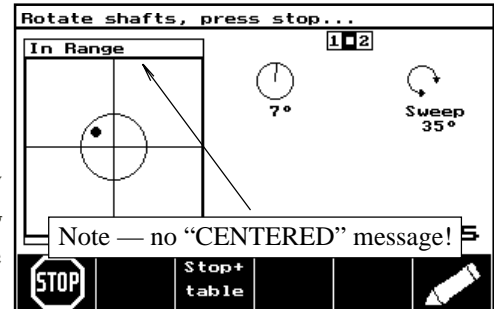 Rotate shafts, press stop...
In Range
1 2
7°
Sweep
35°
Note — no “CENTERED” message!
STOP
Stop+
table